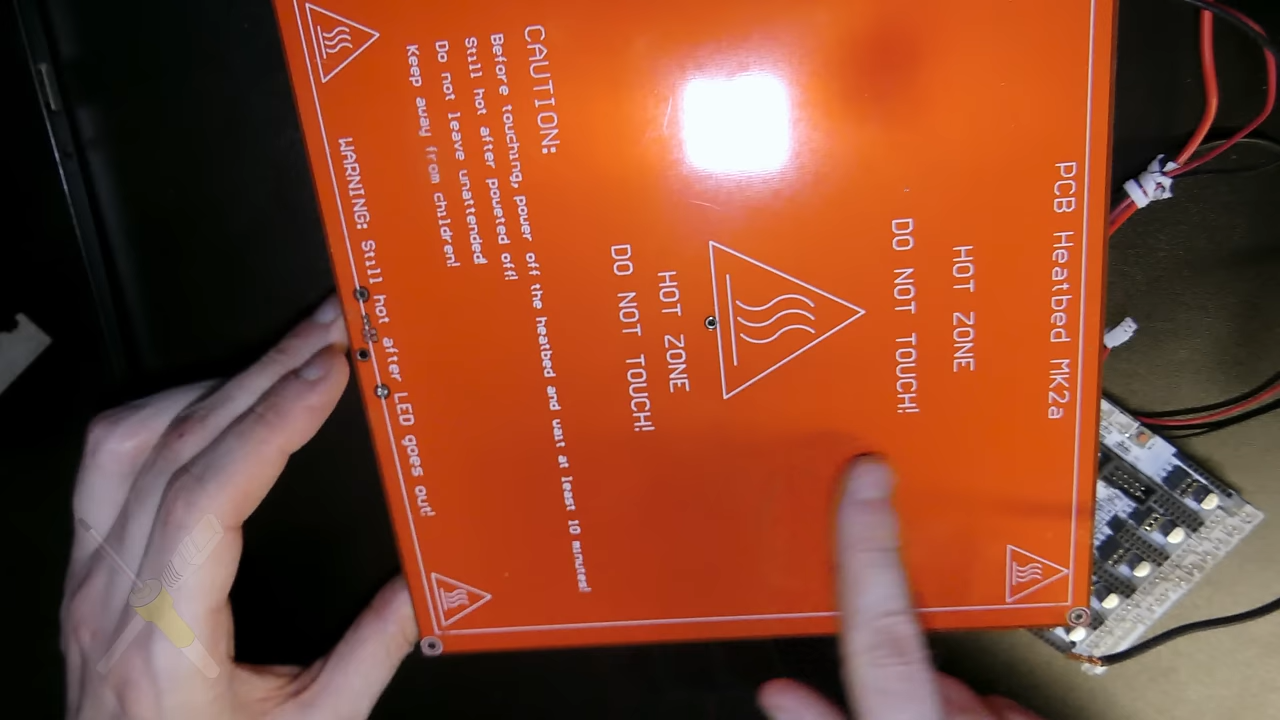 PCB Heatbed MK2a
HOT ZONE
DO NOT TOUCH!
HOT ZONE
DO NOT TOUCH!
CAUTION:
Before touching, power off the heatbed and wait at least 10 minutes!
Still hot after poweted off!
Do not leave unattended!
Keep away from children!
WARNING: Still hot after LED goes out!